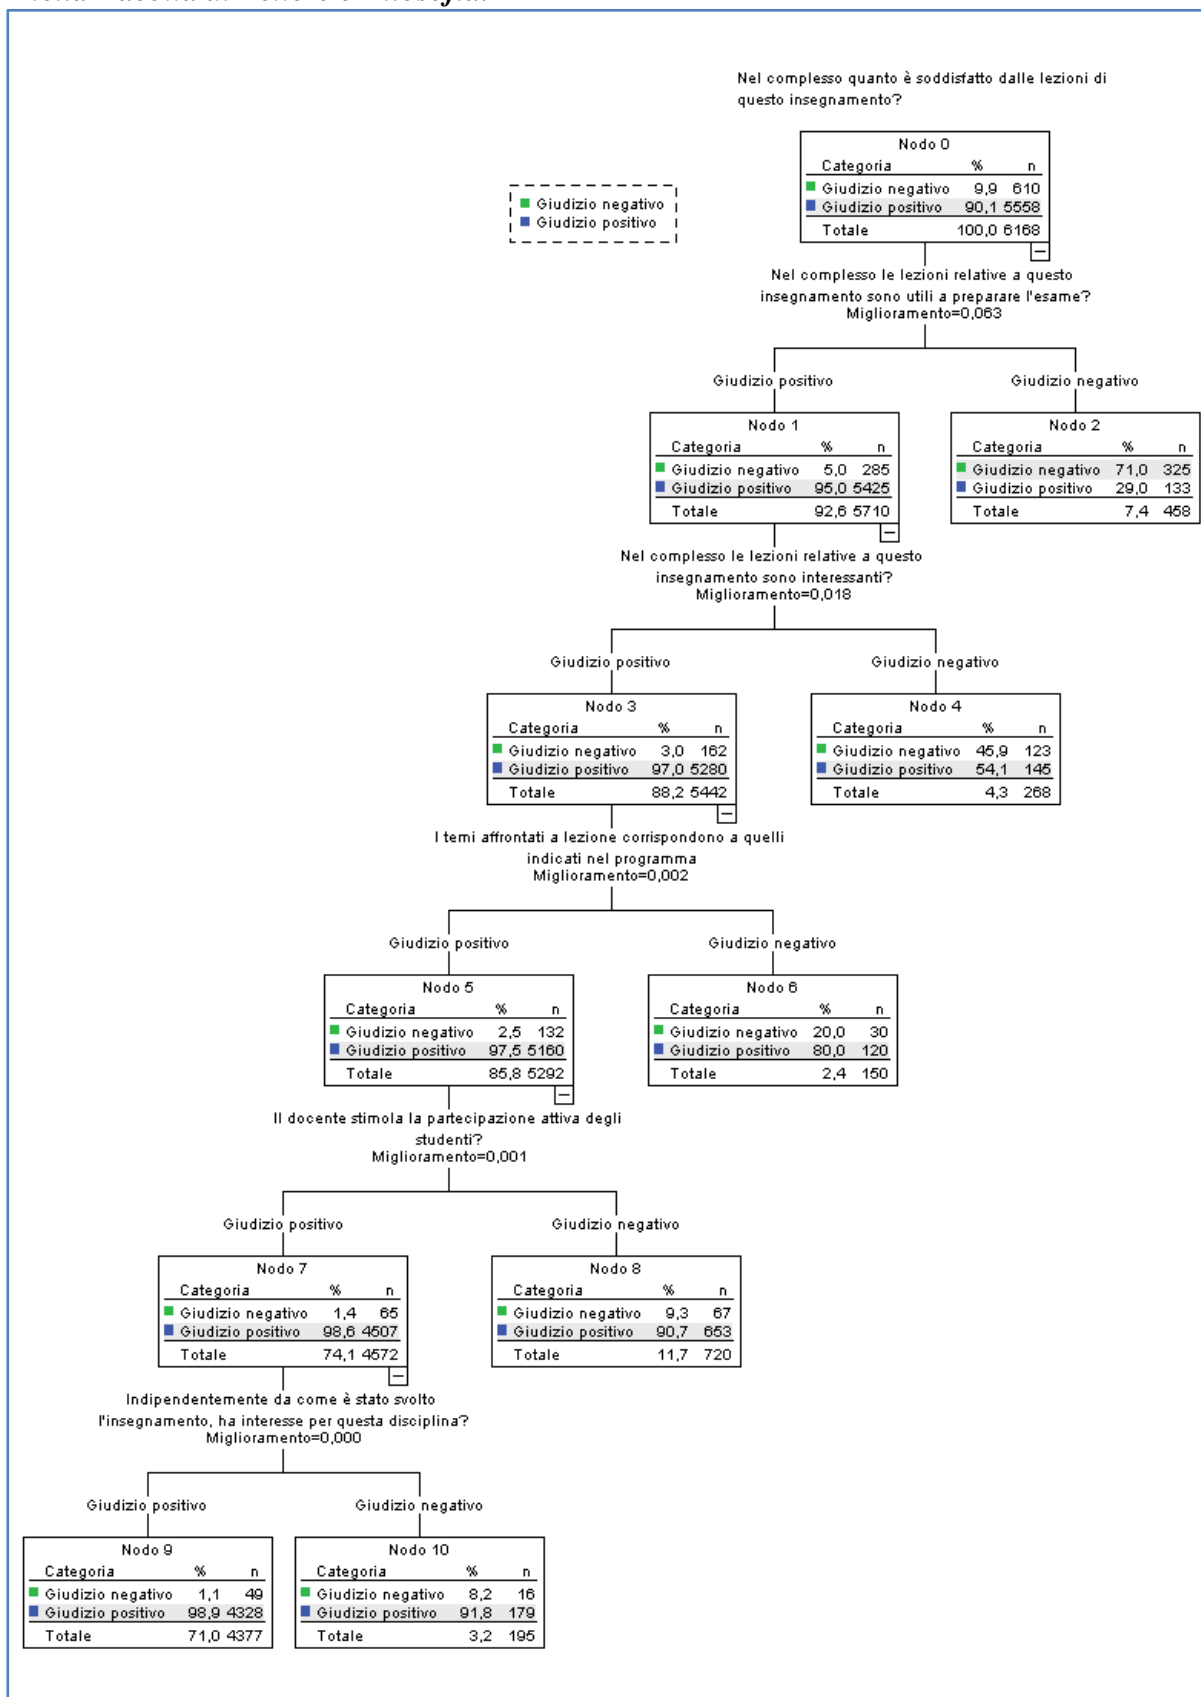 Nel complesso quanto è soddisfatto dalle lezioni di
questo insegnamento?
Nodo 0
Categoria % n
Giudizio negativo 9,9 610
Giudizio positivo 90,1 5558
Totale 100,0 6168
Giudizio negativo
Giudizio positivo
Nel complesso le lezioni relative a questo
insegnamento sono utili a preparare l'esame?
Miglioramento=0,063
Giudizio positivo
Giudizio negativo
Nodo 1
Categoria % n
Giudizio negativo 5,0 285
Giudizio positivo 95,0 5425
Totale 92,6 5710
Nodo 2
Categoria % n
Giudizio negativo 71,0 325
Giudizio positivo 29,0 133
Totale 7,4 458
Nel complesso le lezioni relative a questo
insegnamento sono interessanti?
Miglioramento=0,018
Giudizio positivo
Giudizio negativo
Nodo 3
Categoria % n
Giudizio negativo 3,0 162
Giudizio positivo 97,0 5280
Totale 88,2 5442
Nodo 4
Categoria % n
Giudizio negativo 45,9 123
Giudizio positivo 54,1 145
Totale 4,3 268
I temi affrontati a lezione corrispondono a quelli
indicati nel programma
Miglioramento=0,002
Giudizio positivo
Giudizio negativo
Nodo 5
Categoria % n
Giudizio negativo 2,5 132
Giudizio positivo 97,5 5160
Totale 85,8 5292
Nodo 6
Categoria % n
Giudizio negativo 20,0 30
Giudizio positivo 80,0 120
Totale 2,4 150
Il docente stimola la partecipazione attiva degli
studenti?
Miglioramento=0,001
Giudizio positivo
Giudizio negativo
Nodo 7
Categoria % n
Giudizio negativo 1,4 65
Giudizio positivo 98,6 4507
Totale 74,1 4572
Nodo 8
Categoria % n
Giudizio negativo 9,3 67
Giudizio positivo 90,7 653
Totale 11,7 720
Indipendentemente da come è stato svolto
l'insegnamento, ha interesse per questa disciplina?
Miglioramento=0,000
Giudizio positivo
Giudizio negativo
Nodo 9
Categoria % n
Giudizio negativo 1,1 49
Giudizio positivo 98,9 4328
Totale 71,0 4377
Nodo 10
Categoria % n
Giudizio negativo 8,2 16
Giudizio positivo 91,8 179
Totale 3,2 195